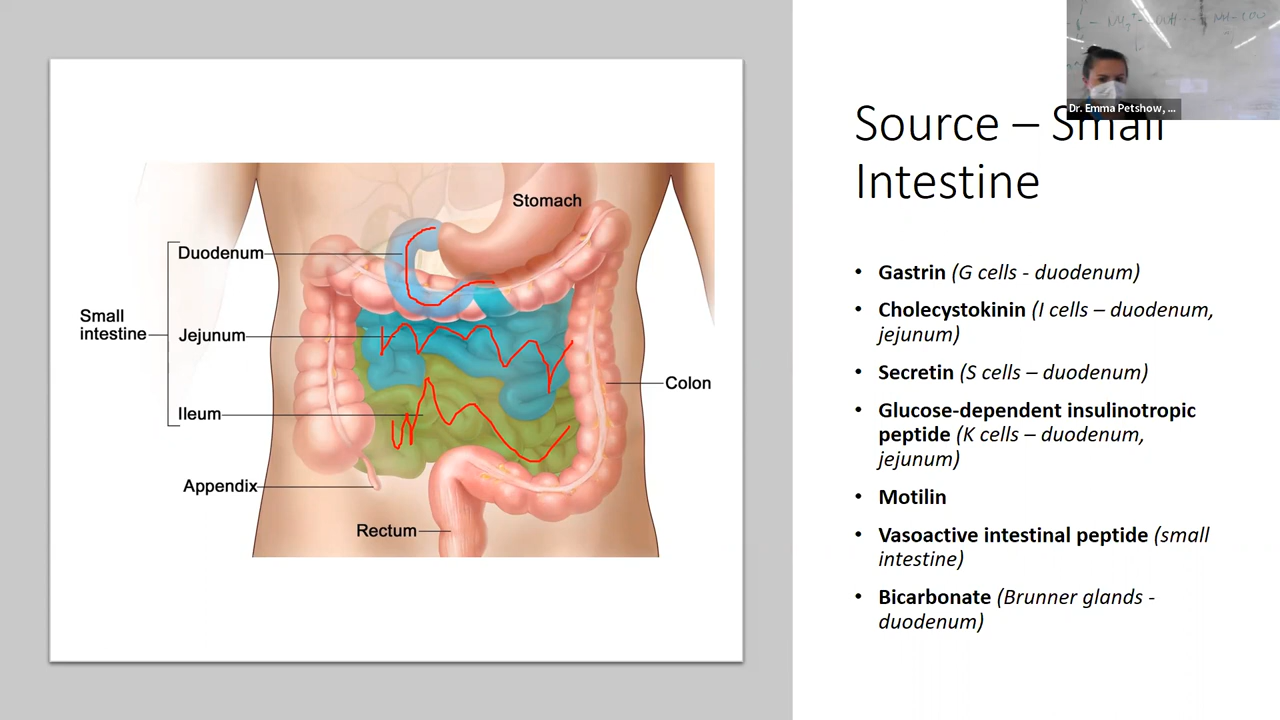 Dr. Emma Petshow, ...
Source – Small
Intestine
Stomach
Duodenum
Small
intestine
Jejunum
Colon
Ileum
Appendix
Rectum
• Gastrin (G cells - duodenum)
• Cholecystokinin (I cells – duodenum,
jejunum)
• Secretin (S cells – duodenum)
• Glucose-dependent insulinotropic
peptide (K cells – duodenum,
jejunum)
• Motilin
• Vasoactive intestinal peptide (small
intestine)
• Bicarbonate (Brunner glands -
duodenum)